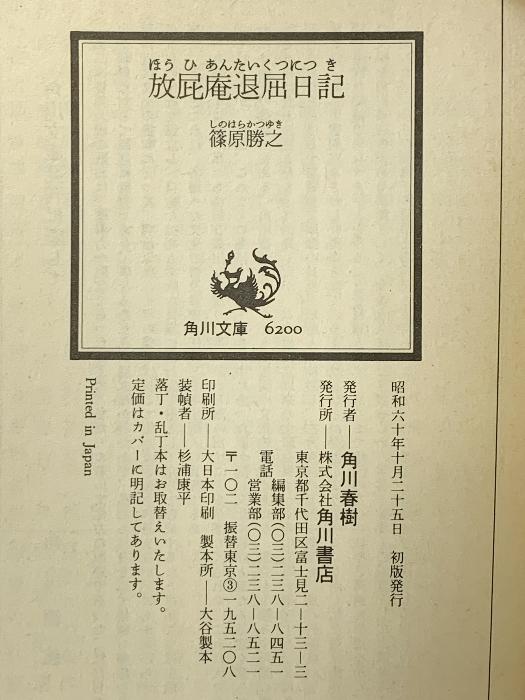 ほうひあんたいくつにつき
放屁庵退屈日記
しのはらかつゆき
篠原勝之
角川文庫 6200
昭和六十年十月二十五日 初版発行
発行者──角川春樹
発行所──株式会社角川書店
東京都千代田区富士見二─十三─三
電話 編集部(〇三)二三八─八四五一
営業部(〇三)二三八─八五二一
〒一〇二 振替東京③一九五二〇八
印刷所──大日本印刷 製本所──大谷製本
装幀者──杉浦康平
落丁・乱丁本はお取替えいたします。
定価はカバーに明記してあります。
Printed in Japan